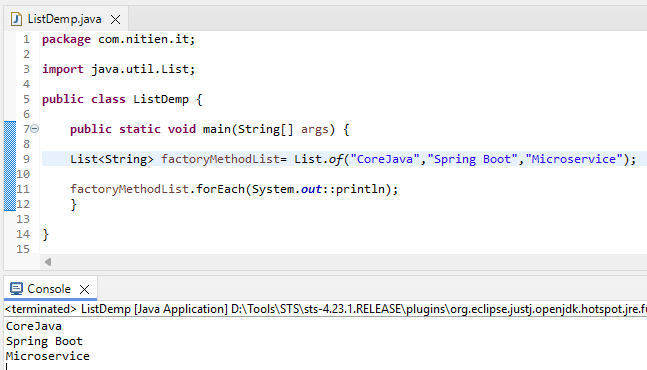 ListDemp.java
1 package com.nitien.it;
2
3 import java.util.List;
4
5 public class ListDemp {
6
7 public static void main(String[] args) {
8
9 List<String> factoryMethodList= List.of("CoreJava","Spring Boot","Microservice");
10
11 factoryMethodList.forEach(System.out::println);
12 }
13
14 }
15
Console
<terminated> ListDemp [Java Application] D:\Tools\STS\sts-4.23.1.RELEASE\plugins\org.eclipse.justj.openjdk.hotspot.jre.fu
CoreJava
Spring Boot
Microservice